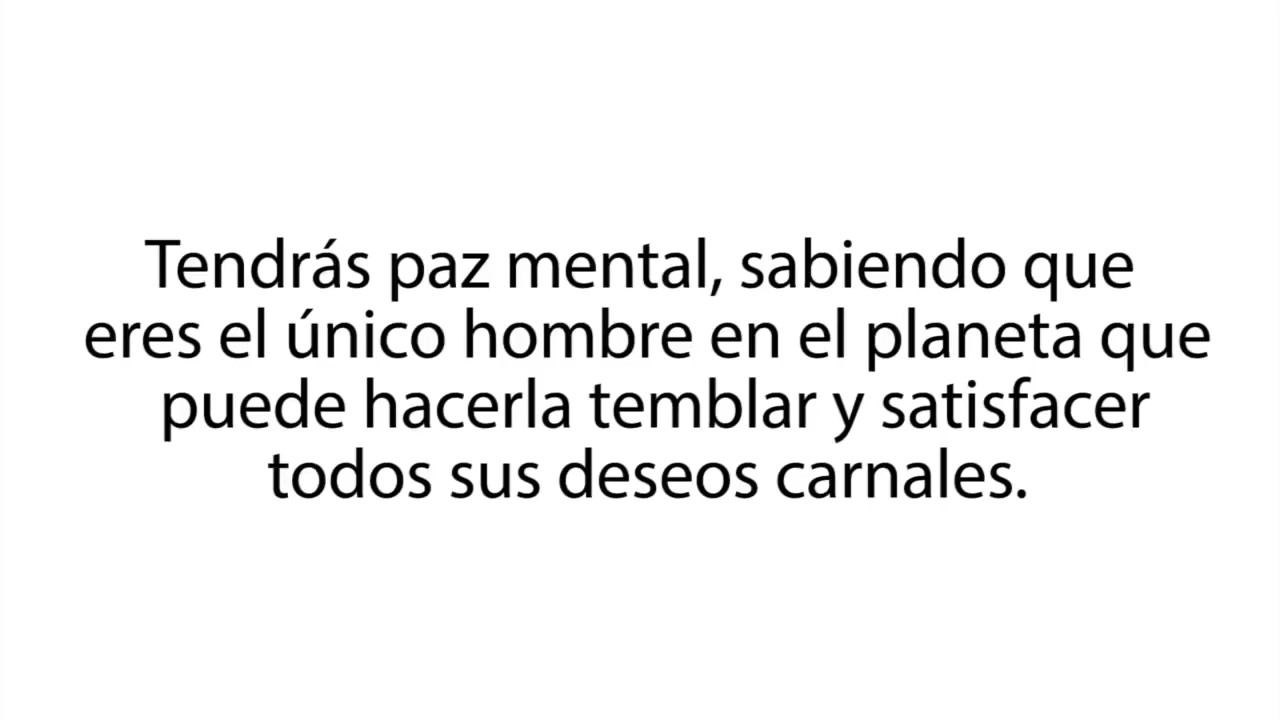 Tendrás paz mental, sabiendo que
eres el único hombre en el planeta que
puede hacerla temblar y satisfacer
todos sus deseos carnales.